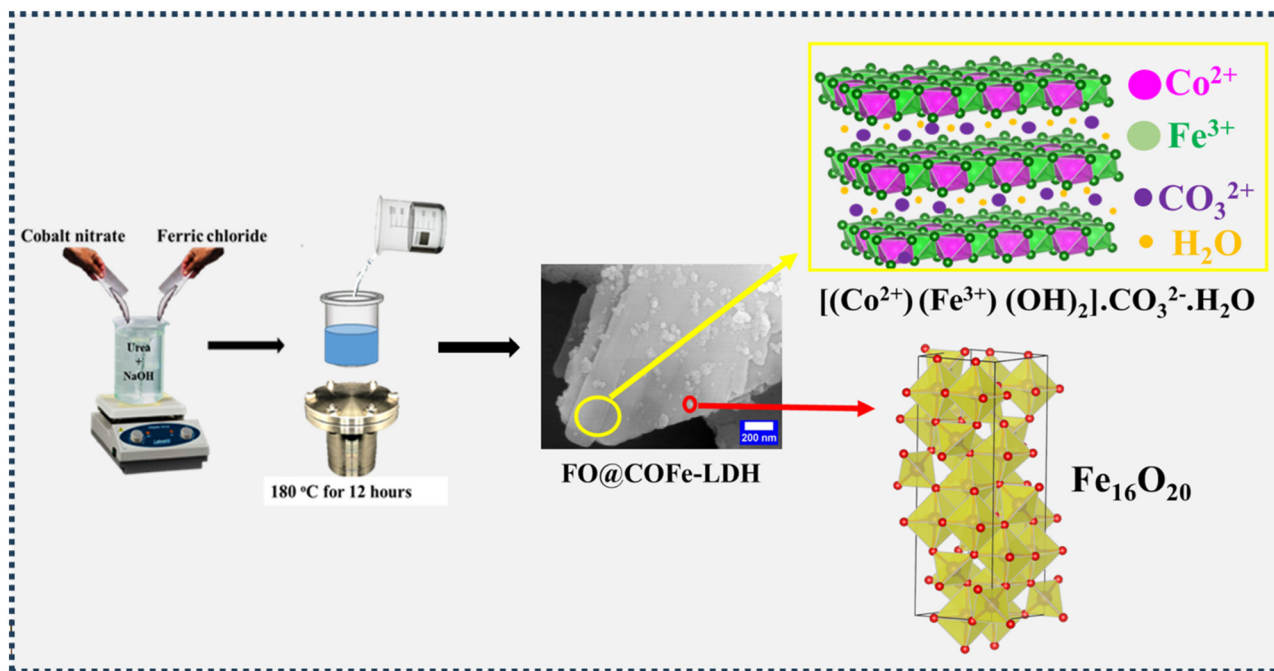 Cobalt nitrate
Ferric chloride
Urea
+
NaOH
180 °C for 12 hours
200 nm
FO@COFe-LDH
Co²⁺
Fe³⁺
CO₃²⁺
H₂O
[(Co²⁺) (Fe³⁺) (OH)₂].CO₃²⁻.H₂O
Fe₁₆O₂₀